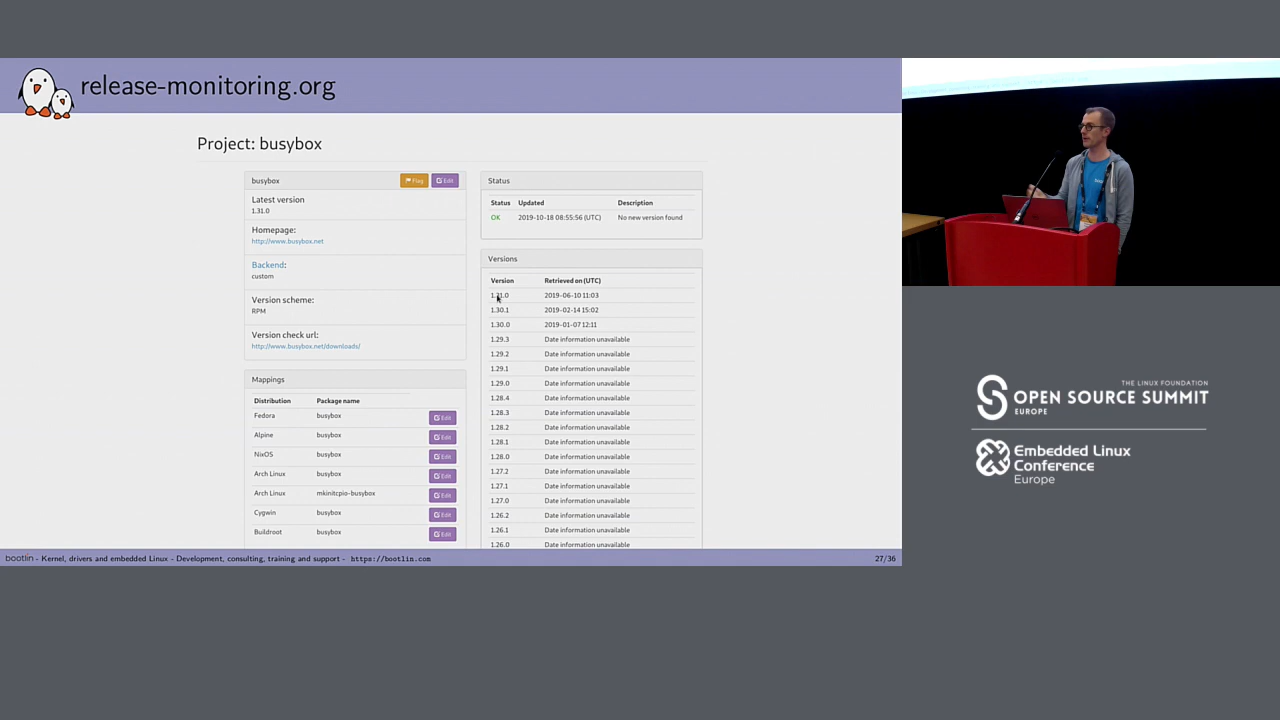 release-monitoring.org
Project: busybox
busybox
Flag
Edit
Latest version
1.31.0
Homepage:
http://www.busybox.net
Backend:
custom
Version scheme:
RPM
Version check url:
http://www.busybox.net/downloads/
Mappings
Distribution Package name
Fedora busybox Edit
Alpine busybox Edit
NixOS busybox Edit
Arch Linux busybox Edit
Arch Linux mkinitcpio-busybox Edit
Cygwin busybox Edit
Buildroot busybox Edit
Status
Status Updated Description
OK 2019-10-18 08:55:56 (UTC) No new version found
Versions
Version Retrieved on (UTC)
1.31.0 2019-06-10 11:03
1.30.1 2019-02-14 15:02
1.30.0 2019-01-07 12:11
1.29.3 Date information unavailable
1.29.2 Date information unavailable
1.29.1 Date information unavailable
1.29.0 Date information unavailable
1.28.4 Date information unavailable
1.28.3 Date information unavailable
1.28.2 Date information unavailable
1.28.1 Date information unavailable
1.28.0 Date information unavailable
1.27.2 Date information unavailable
1.27.1 Date information unavailable
1.27.0 Date information unavailable
1.26.2 Date information unavailable
1.26.1 Date information unavailable
1.26.0 Date information unavailable
bootlin - Kernel, drivers and embedded Linux - Development, consulting, training and support - https://bootlin.com
27/36
THE LINUX FOUNDATION
OPEN SOURCE SUMMIT
EUROPE
Embedded Linux
Conference
Europe